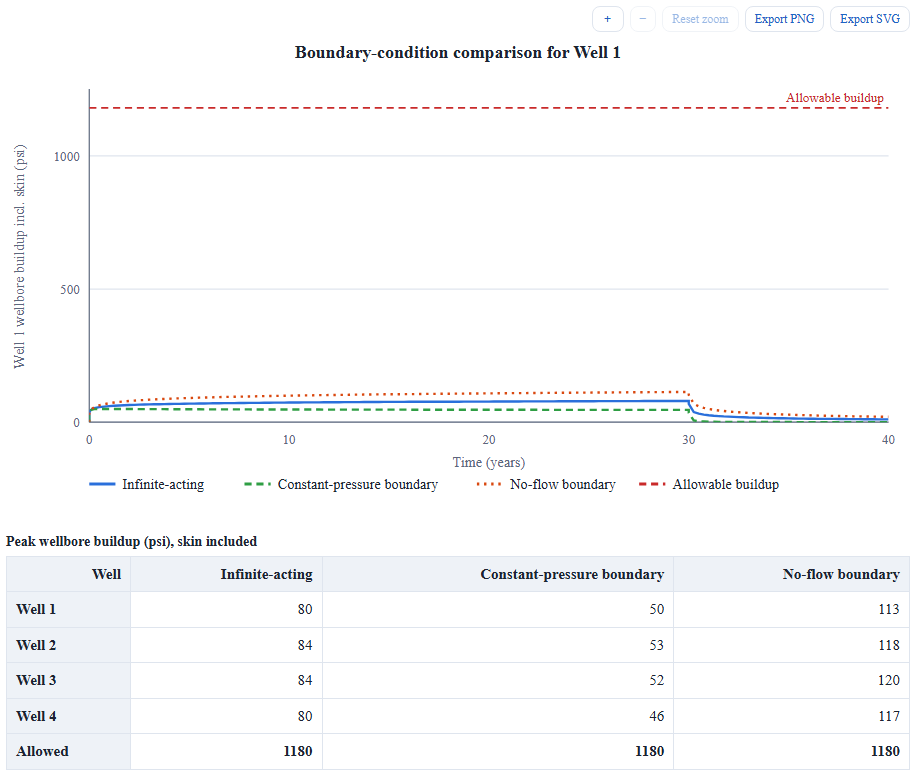 + − Reset zoom Export PNG Export SVG
Boundary-condition comparison for Well 1
Allowable buildup
Well 1 wellbore buildup incl. skin (psi)
1000
500
0
0 10 20 30 40
Time (years)
Infinite-acting Constant-pressure boundary No-flow boundary Allowable buildup
Peak wellbore buildup (psi), skin included
Well Infinite-acting Constant-pressure boundary No-flow boundary
Well 1 80 50 113
Well 2 84 53 118
Well 3 84 52 120
Well 4 80 46 117
Allowed 1180 1180 1180